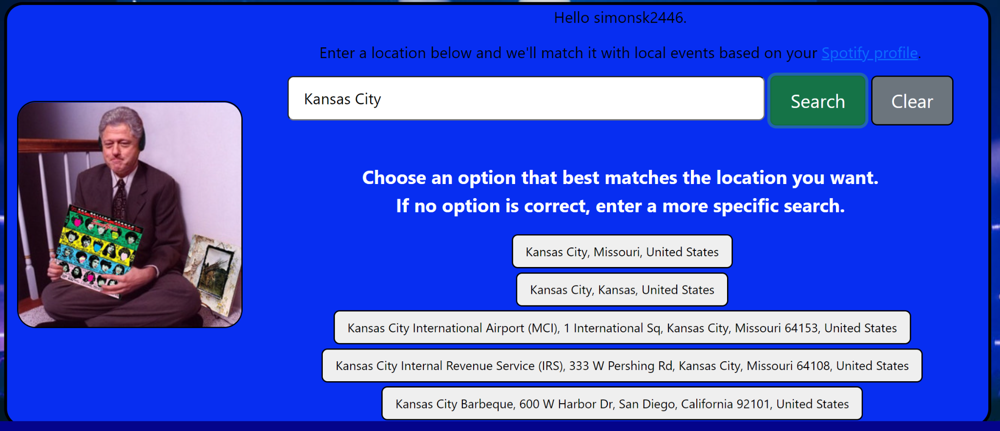 Hello simonsk2446.
Enter a location below and we'll match it with local events based on your Spotify profile.
Kansas City
Search
Clear
Choose an option that best matches the location you want.
If no option is correct, enter a more specific search.
Kansas City, Missouri, United States
Kansas City, Kansas, United States
Kansas City International Airport (MCI), 1 International Sq, Kansas City, Missouri 64153, United States
Kansas City Internal Revenue Service (IRS), 333 W Pershing Rd, Kansas City, Missouri 64108, United States
Kansas City Barbeque, 600 W Harbor Dr, San Diego, California 92101, United States